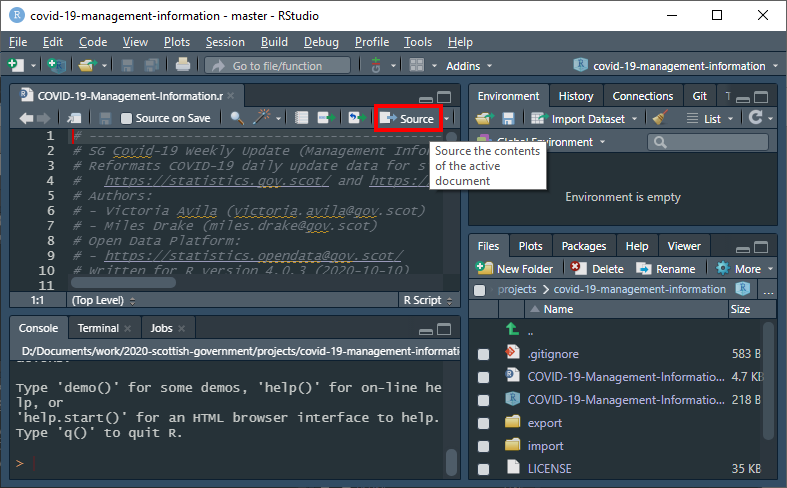 covid-19-management-information - master - RStudio
File Edit Code View Plots Session Build Debug Profile Tools Help
Go to file/function Addins covid-19-management-information
COVID-19-Management-Information.r
Source on Save Source
1 # ----------------------------------------
2 # SG Covid-19 Weekly Update (Management Infor
3 # Reformats COVID-19 daily update data for s
4 # https://statistics.gov.scot/ and https:/
5 # Authors:
6 # - Victoria Avila (victoria.avila@gov.scot)
7 # - Miles Drake (miles.drake@gov.scot)
8 # Open Data Platform:
9 # - https://statistics.opendata@gov.scot/
10 # Written for R version 4.0.3 (2020-10-10)
11
Source the contents
of the active
document
1:1 (Top Level) R Script
Console Terminal Jobs
D:/Documents/work/2020-scottish-government/projects/covid-19-management-informatio
Type 'demo()' for some demos, 'help()' for on-line he
lp, or
'help.start()' for an HTML browser interface to help.
Type 'q()' to quit R.
>
Environment History Connections Git
Import Dataset List
Global Environment
Environment is empty
Files Plots Packages Help Viewer
New Folder Delete Rename More
projects covid-19-management-information ...
Name Size
..
.gitignore 583 B
COVID-19-Management-Informatio... 4.7 KB
COVID-19-Management-Informatio... 218 B
export
import
LICENSE 35 KB